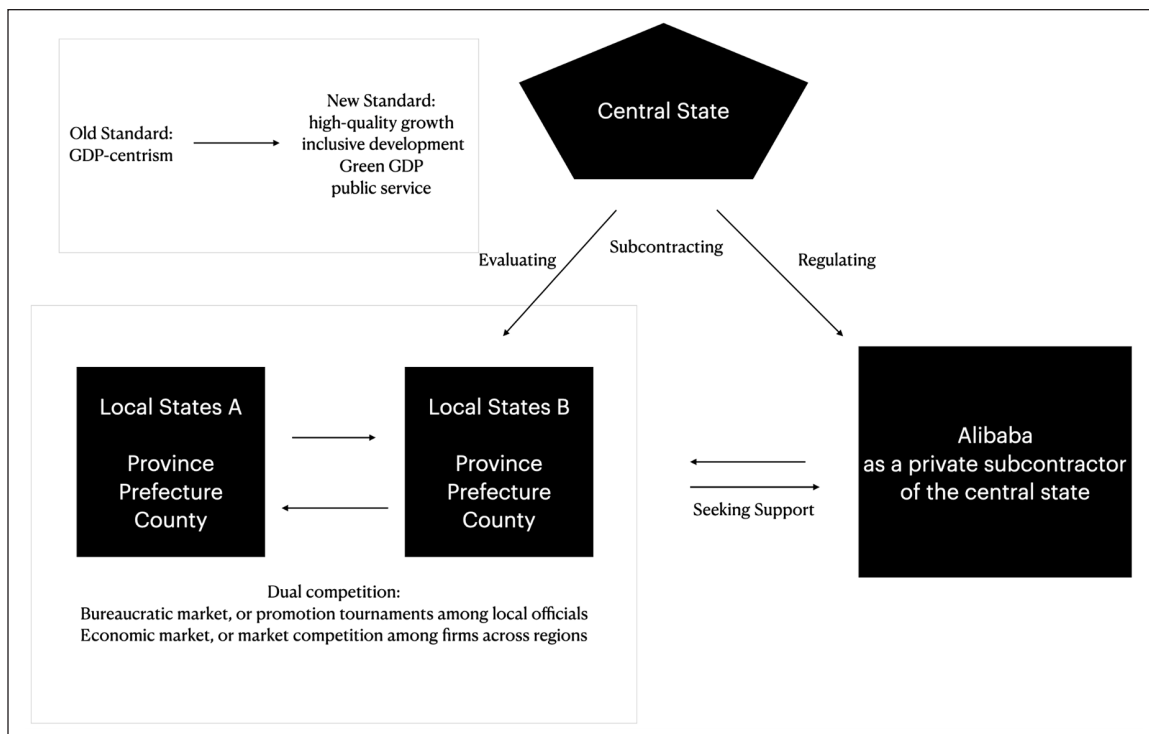 Old Standard:
GDP-centrism
New Standard:
high-quality growth
inclusive development
Green GDP
public service
Central State
Evaluating
Subcontracting
Regulating
Local States A
Province
Prefecture
County
Local States B
Province
Prefecture
County
Dual competition:
Bureaucratic market, or promotion tournaments among local officials
Economic market, or market competition among firms across regions
Seeking Support
Alibaba
as a private subcontractor
of the central state